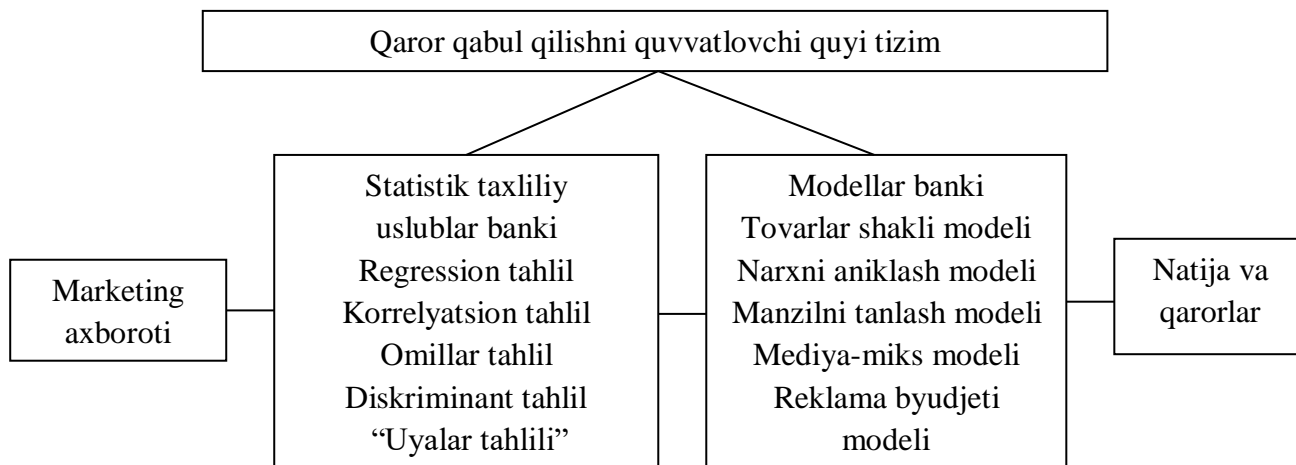 Qaror qabul qilishni quvvatlovchi quyi tizim
Marketing
axboroti
Statistik taxliliy
uslublar banki
Regression tahlil
Korrelyatsion tahlil
Omillar tahlil
Diskriminant tahlil
“Uyalar tahlili”
Modellar banki
Tovarlar shakli modeli
Narxni aniklash modeli
Manzilni tanlash modeli
Mediya-miks modeli
Reklama byudjeti
modeli
Natija va
qarorlar